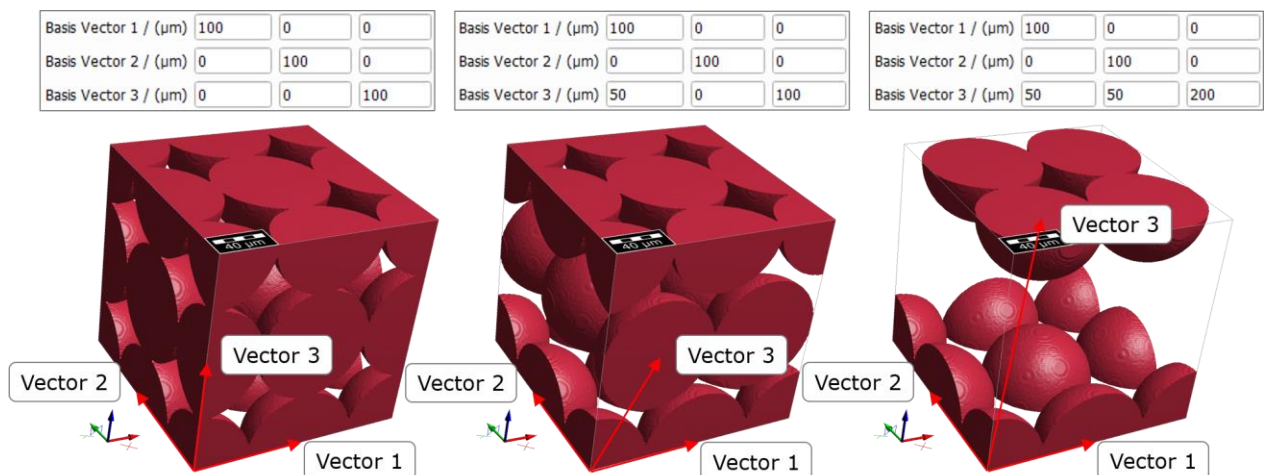 Basis Vector 1 / (µm) 100 0 0
Basis Vector 2 / (µm) 0 100 0
Basis Vector 3 / (µm) 0 0 100
Basis Vector 1 / (µm) 100 0 0
Basis Vector 2 / (µm) 0 100 0
Basis Vector 3 / (µm) 50 0 100
Basis Vector 1 / (µm) 100 0 0
Basis Vector 2 / (µm) 0 100 0
Basis Vector 3 / (µm) 50 50 200
40 µm
Vector 3
Vector 2
Vector 1
40 µm
Vector 3
Vector 2
Vector 1
Vector 3
40 µm
Vector 2
Vector 1